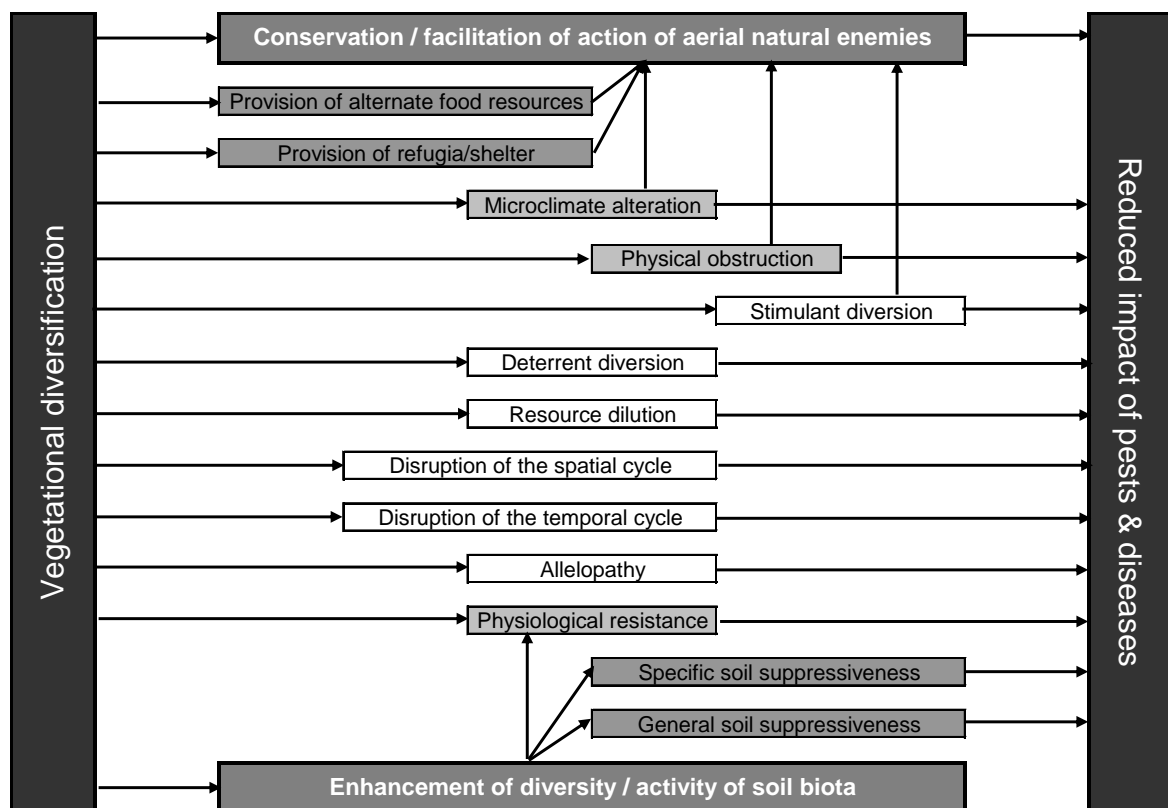 Vegetational diversification
Conservation / facilitation of action of aerial natural enemies
Provision of alternate food resources
Provision of refugia/shelter
Microclimate alteration
Physical obstruction
Stimulant diversion
Deterrent diversion
Resource dilution
Disruption of the spatial cycle
Disruption of the temporal cycle
Allelopathy
Physiological resistance
Specific soil suppressiveness
General soil suppressiveness
Enhancement of diversity / activity of soil biota
Reduced impact of pests & diseases